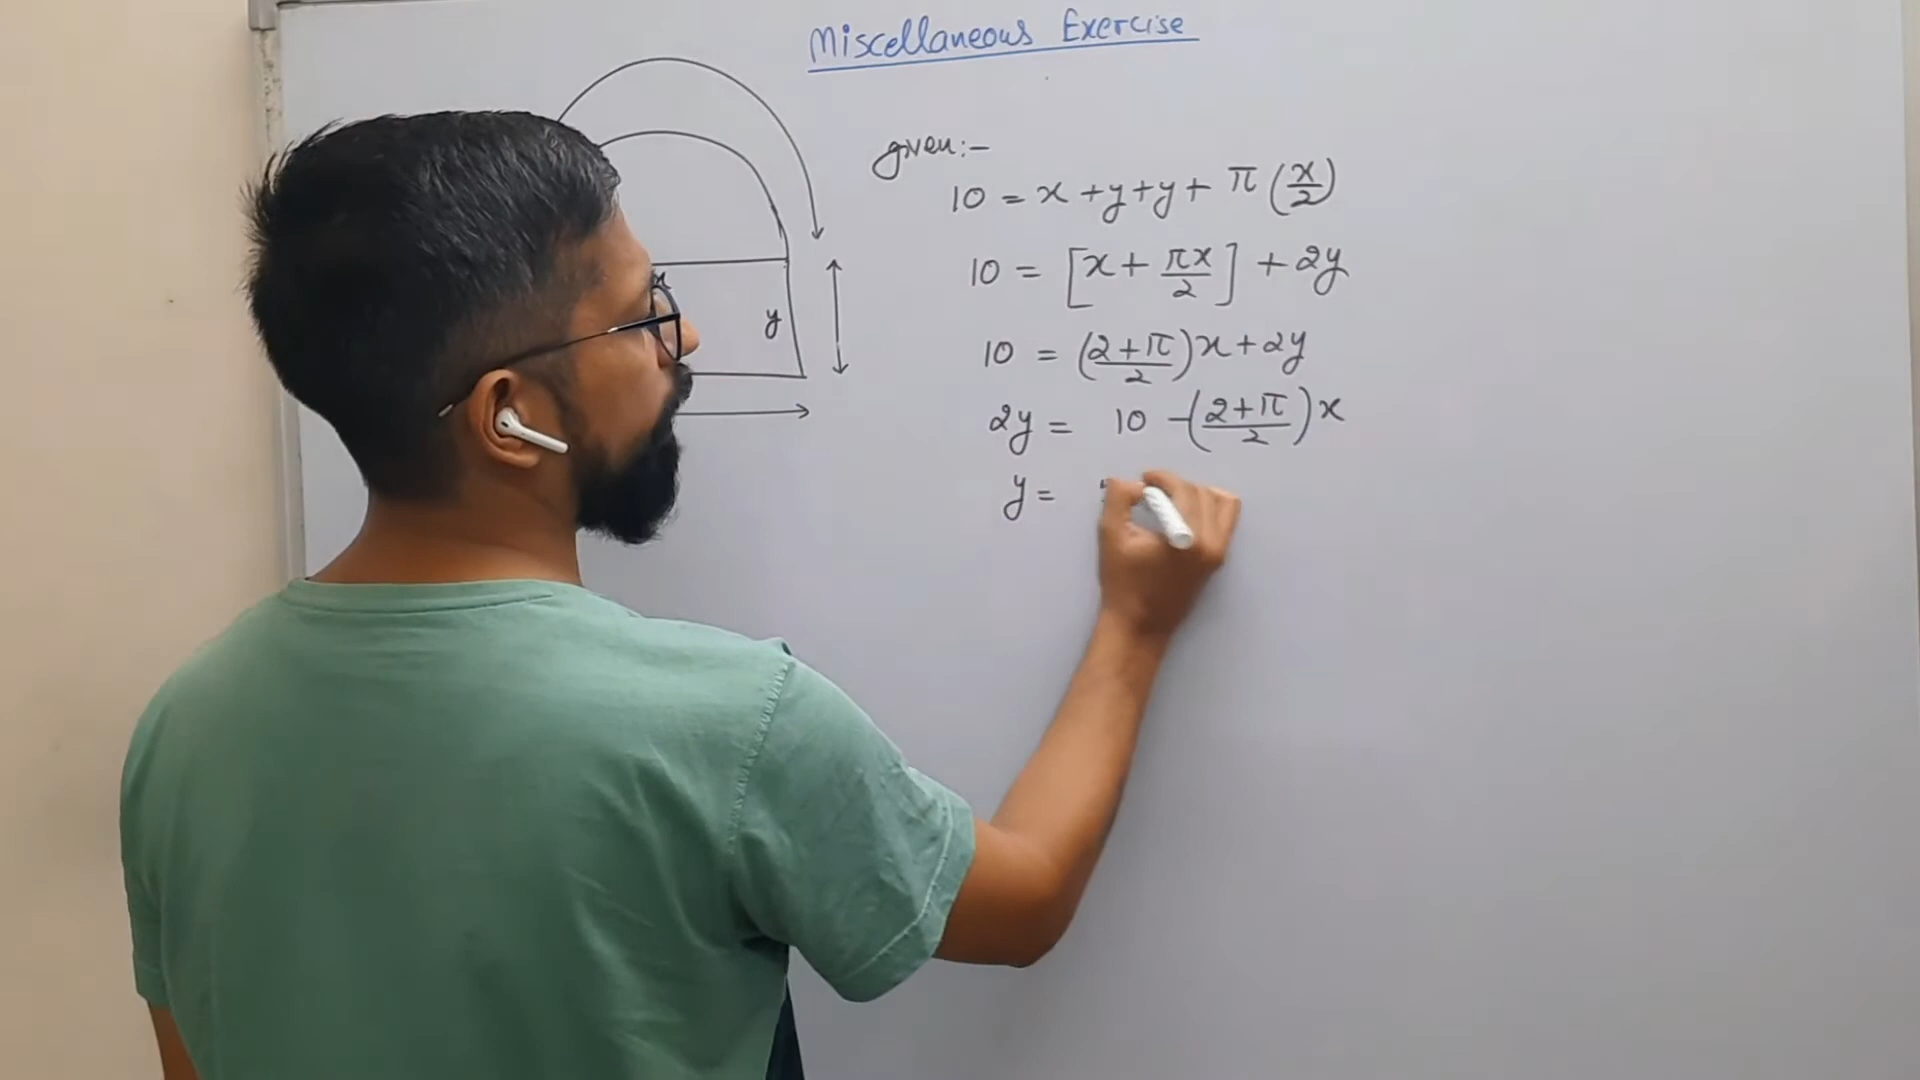 Miscellaneous Exercise
given:-
10 = x + y + y + π (x/2)
10 = [x + πx/2] + 2y
10 = (2+π/2)x + 2y
2y = 10 - (2+π/2)x
y =
x
y